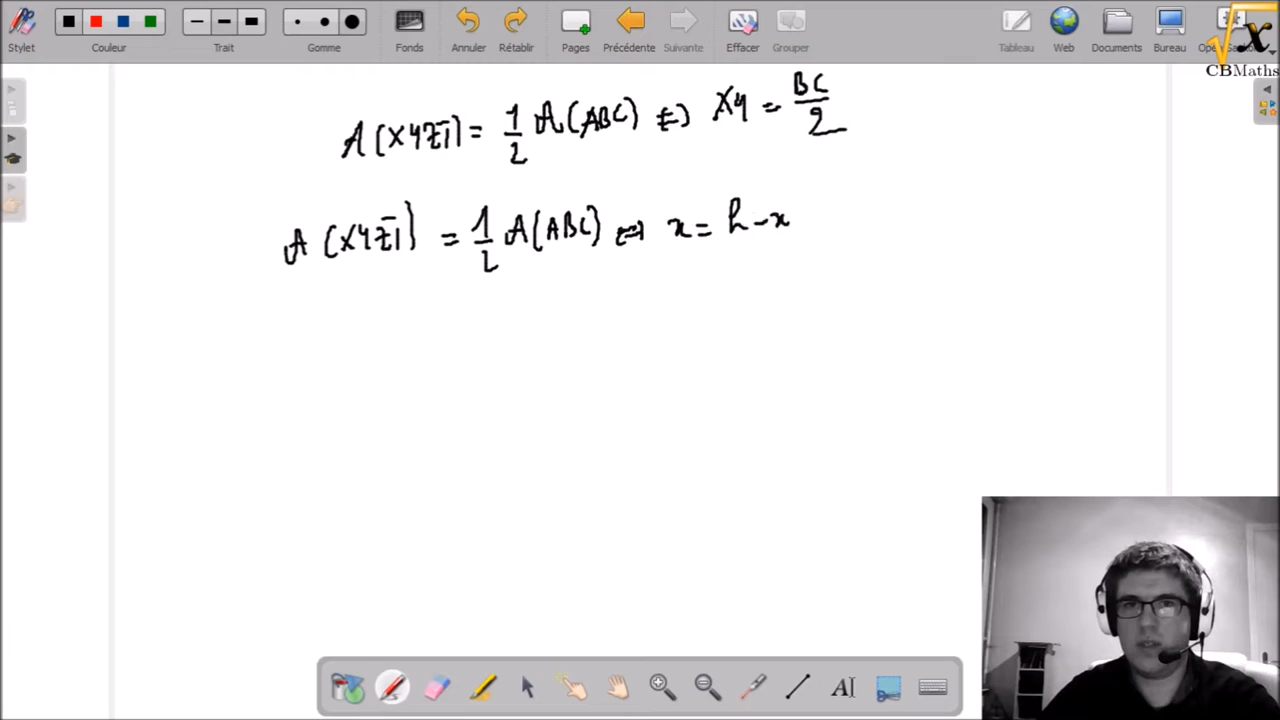 Stylet Couleur Trait Gomme Fonds Annuler Rétablir Pages Précédente Suivante Effacer Grouper Tableau Web Documents Bureau
√x
CBMaths
A(XYZT) = 1/2 A(ABC) ⇔ XY = BC/2
A(XYZT) = 1/2 A(ABC) ⇔ x = h - x
AI